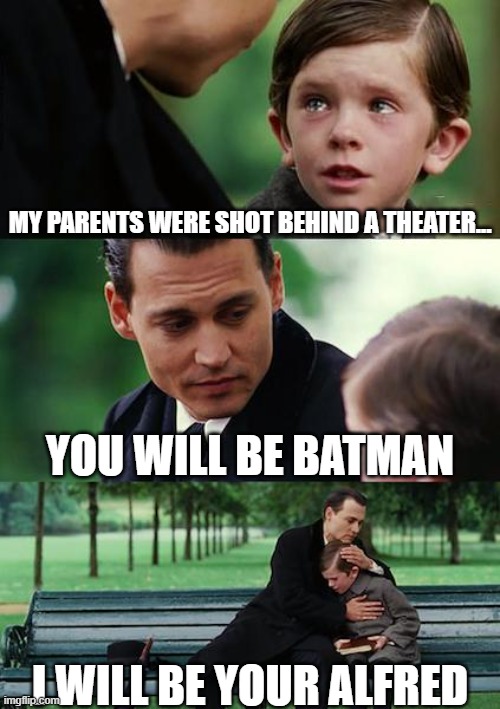 MY PARENTS WERE SHOT BEHIND A THEATER...
YOU WILL BE BATMAN
I WILL BE YOUR ALFRED
imgflip.com